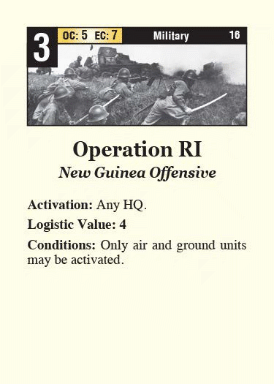 3
OC: 5 EC: 7 Military 16
Operation RI
New Guinea Offensive
Activation: Any HQ.
Logistic Value: 4
Conditions: Only air and ground units
may be activated.